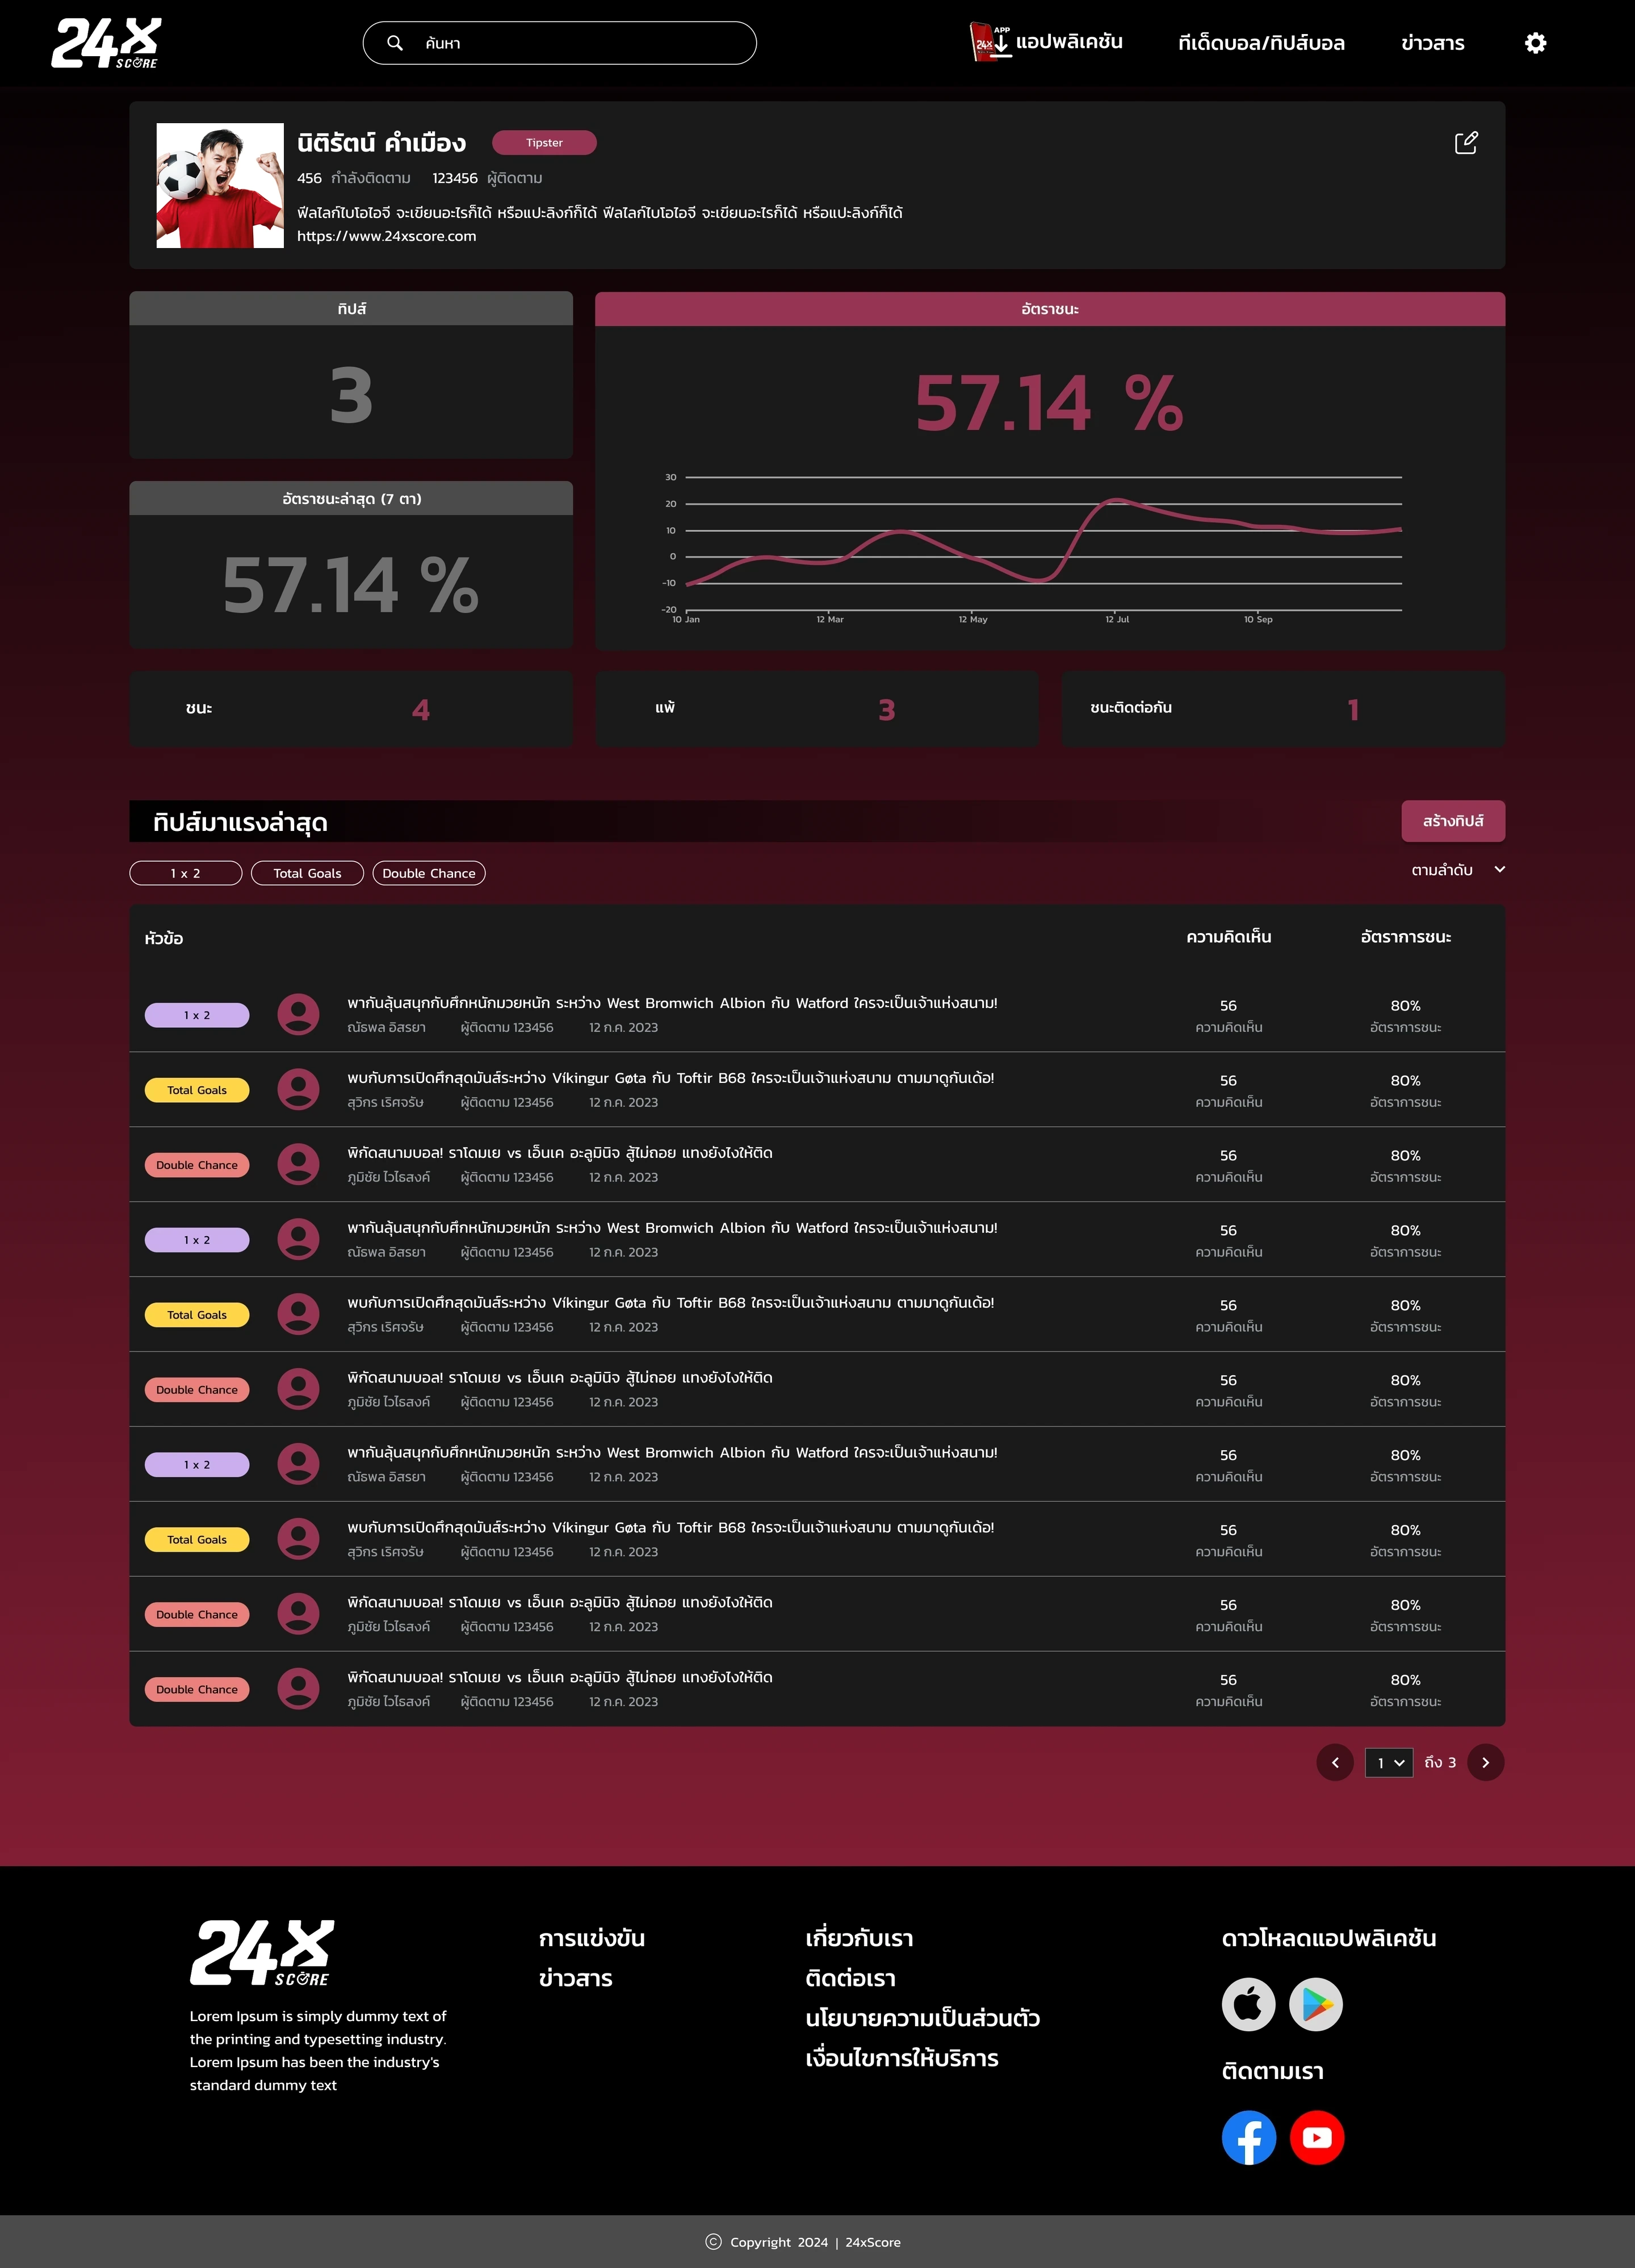 24X
SCORE
ค้นหา
APP
24X
แอปพลิเคชัน
ทีเด็ดบอล/ทิปส์บอล
ข่าวสาร
นิติรัตน์ คำเมือง
Tipster
456 กำลังติดตาม 123456 ผู้ติดตาม
ฟีลไลก์ไบโอไอจี จะเขียนอะไรก็ได้ หรือแปะลิงก์ก็ได้ ฟีลไลก์ไบโอไอจี จะเขียนอะไรก็ได้ หรือแปะลิงก์ก็ได้
https://www.24xscore.com
ทิปส์
3
อัตราชนะล่าสุด (7 ตา)
57.14 %
อัตราชนะ
57.14 %
30
20
10
0
-10
-20
10 Jan 12 Mar 12 May 12 Jul 10 Sep
ชนะ 4
แพ้ 3
ชนะติดต่อกัน 1
ทิปส์มาแรงล่าสุด
สร้างทิปส์
1 x 2
Total Goals
Double Chance
ตามลำดับ
หัวข้อ ความคิดเห็น อัตราการชนะ
1 x 2 พากันลุ้นสนุกกับศึกหนักมวยหนัก ระหว่าง West Bromwich Albion กับ Watford ใครจะเป็นเจ้าแห่งสนาม! 56 80%
ณัธพล อิสรยา ผู้ติดตาม 123456 12 ก.ค. 2023 ความคิดเห็น อัตราการชนะ
Total Goals พบกับการเปิดศึกสุดมันส์ระหว่าง Víkingur Gøta กับ Toftir B68 ใครจะเป็นเจ้าแห่งสนาม ตามมาดูกันเด้อ! 56 80%
สุวิกร เริศจรัษ ผู้ติดตาม 123456 12 ก.ค. 2023 ความคิดเห็น อัตราการชนะ
Double Chance พิกัดสนามบอล! ราโดมเย vs เอ็นเค อะลูมินิจ สู้ไม่ถอย แทงยังไงให้ติด 56 80%
ภูมิชัย ไวไธสงค์ ผู้ติดตาม 123456 12 ก.ค. 2023 ความคิดเห็น อัตราการชนะ
1 x 2 พากันลุ้นสนุกกับศึกหนักมวยหนัก ระหว่าง West Bromwich Albion กับ Watford ใครจะเป็นเจ้าแห่งสนาม! 56 80%
ณัธพล อิสรยา ผู้ติดตาม 123456 12 ก.ค. 2023 ความคิดเห็น อัตราการชนะ
Total Goals พบกับการเปิดศึกสุดมันส์ระหว่าง Víkingur Gøta กับ Toftir B68 ใครจะเป็นเจ้าแห่งสนาม ตามมาดูกันเด้อ! 56 80%
สุวิกร เริศจรัษ ผู้ติดตาม 123456 12 ก.ค. 2023 ความคิดเห็น อัตราการชนะ
Double Chance พิกัดสนามบอล! ราโดมเย vs เอ็นเค อะลูมินิจ สู้ไม่ถอย แทงยังไงให้ติด 56 80%
ภูมิชัย ไวไธสงค์ ผู้ติดตาม 123456 12 ก.ค. 2023 ความคิดเห็น อัตราการชนะ
1 x 2 พากันลุ้นสนุกกับศึกหนักมวยหนัก ระหว่าง West Bromwich Albion กับ Watford ใครจะเป็นเจ้าแห่งสนาม! 56 80%
ณัธพล อิสรยา ผู้ติดตาม 123456 12 ก.ค. 2023 ความคิดเห็น อัตราการชนะ
Total Goals พบกับการเปิดศึกสุดมันส์ระหว่าง Víkingur Gøta กับ Toftir B68 ใครจะเป็นเจ้าแห่งสนาม ตามมาดูกันเด้อ! 56 80%
สุวิกร เริศจรัษ ผู้ติดตาม 123456 12 ก.ค. 2023 ความคิดเห็น อัตราการชนะ
Double Chance พิกัดสนามบอล! ราโดมเย vs เอ็นเค อะลูมินิจ สู้ไม่ถอย แทงยังไงให้ติด 56 80%
ภูมิชัย ไวไธสงค์ ผู้ติดตาม 123456 12 ก.ค. 2023 ความคิดเห็น อัตราการชนะ
Double Chance พิกัดสนามบอล! ราโดมเย vs เอ็นเค อะลูมินิจ สู้ไม่ถอย แทงยังไงให้ติด 56 80%
ภูมิชัย ไวไธสงค์ ผู้ติดตาม 123456 12 ก.ค. 2023 ความคิดเห็น อัตราการชนะ
1 ถึง 3
24X
SCORE
Lorem Ipsum is simply dummy text of
the printing and typesetting industry.
Lorem Ipsum has been the industry's
standard dummy text
การแข่งขัน
ข่าวสาร
เกี่ยวกับเรา
ติดต่อเรา
นโยบายความเป็นส่วนตัว
เงื่อนไขการให้บริการ
ดาวโหลดแอปพลิเคชัน
ติดตามเรา
© Copyright 2024 | 24xScore